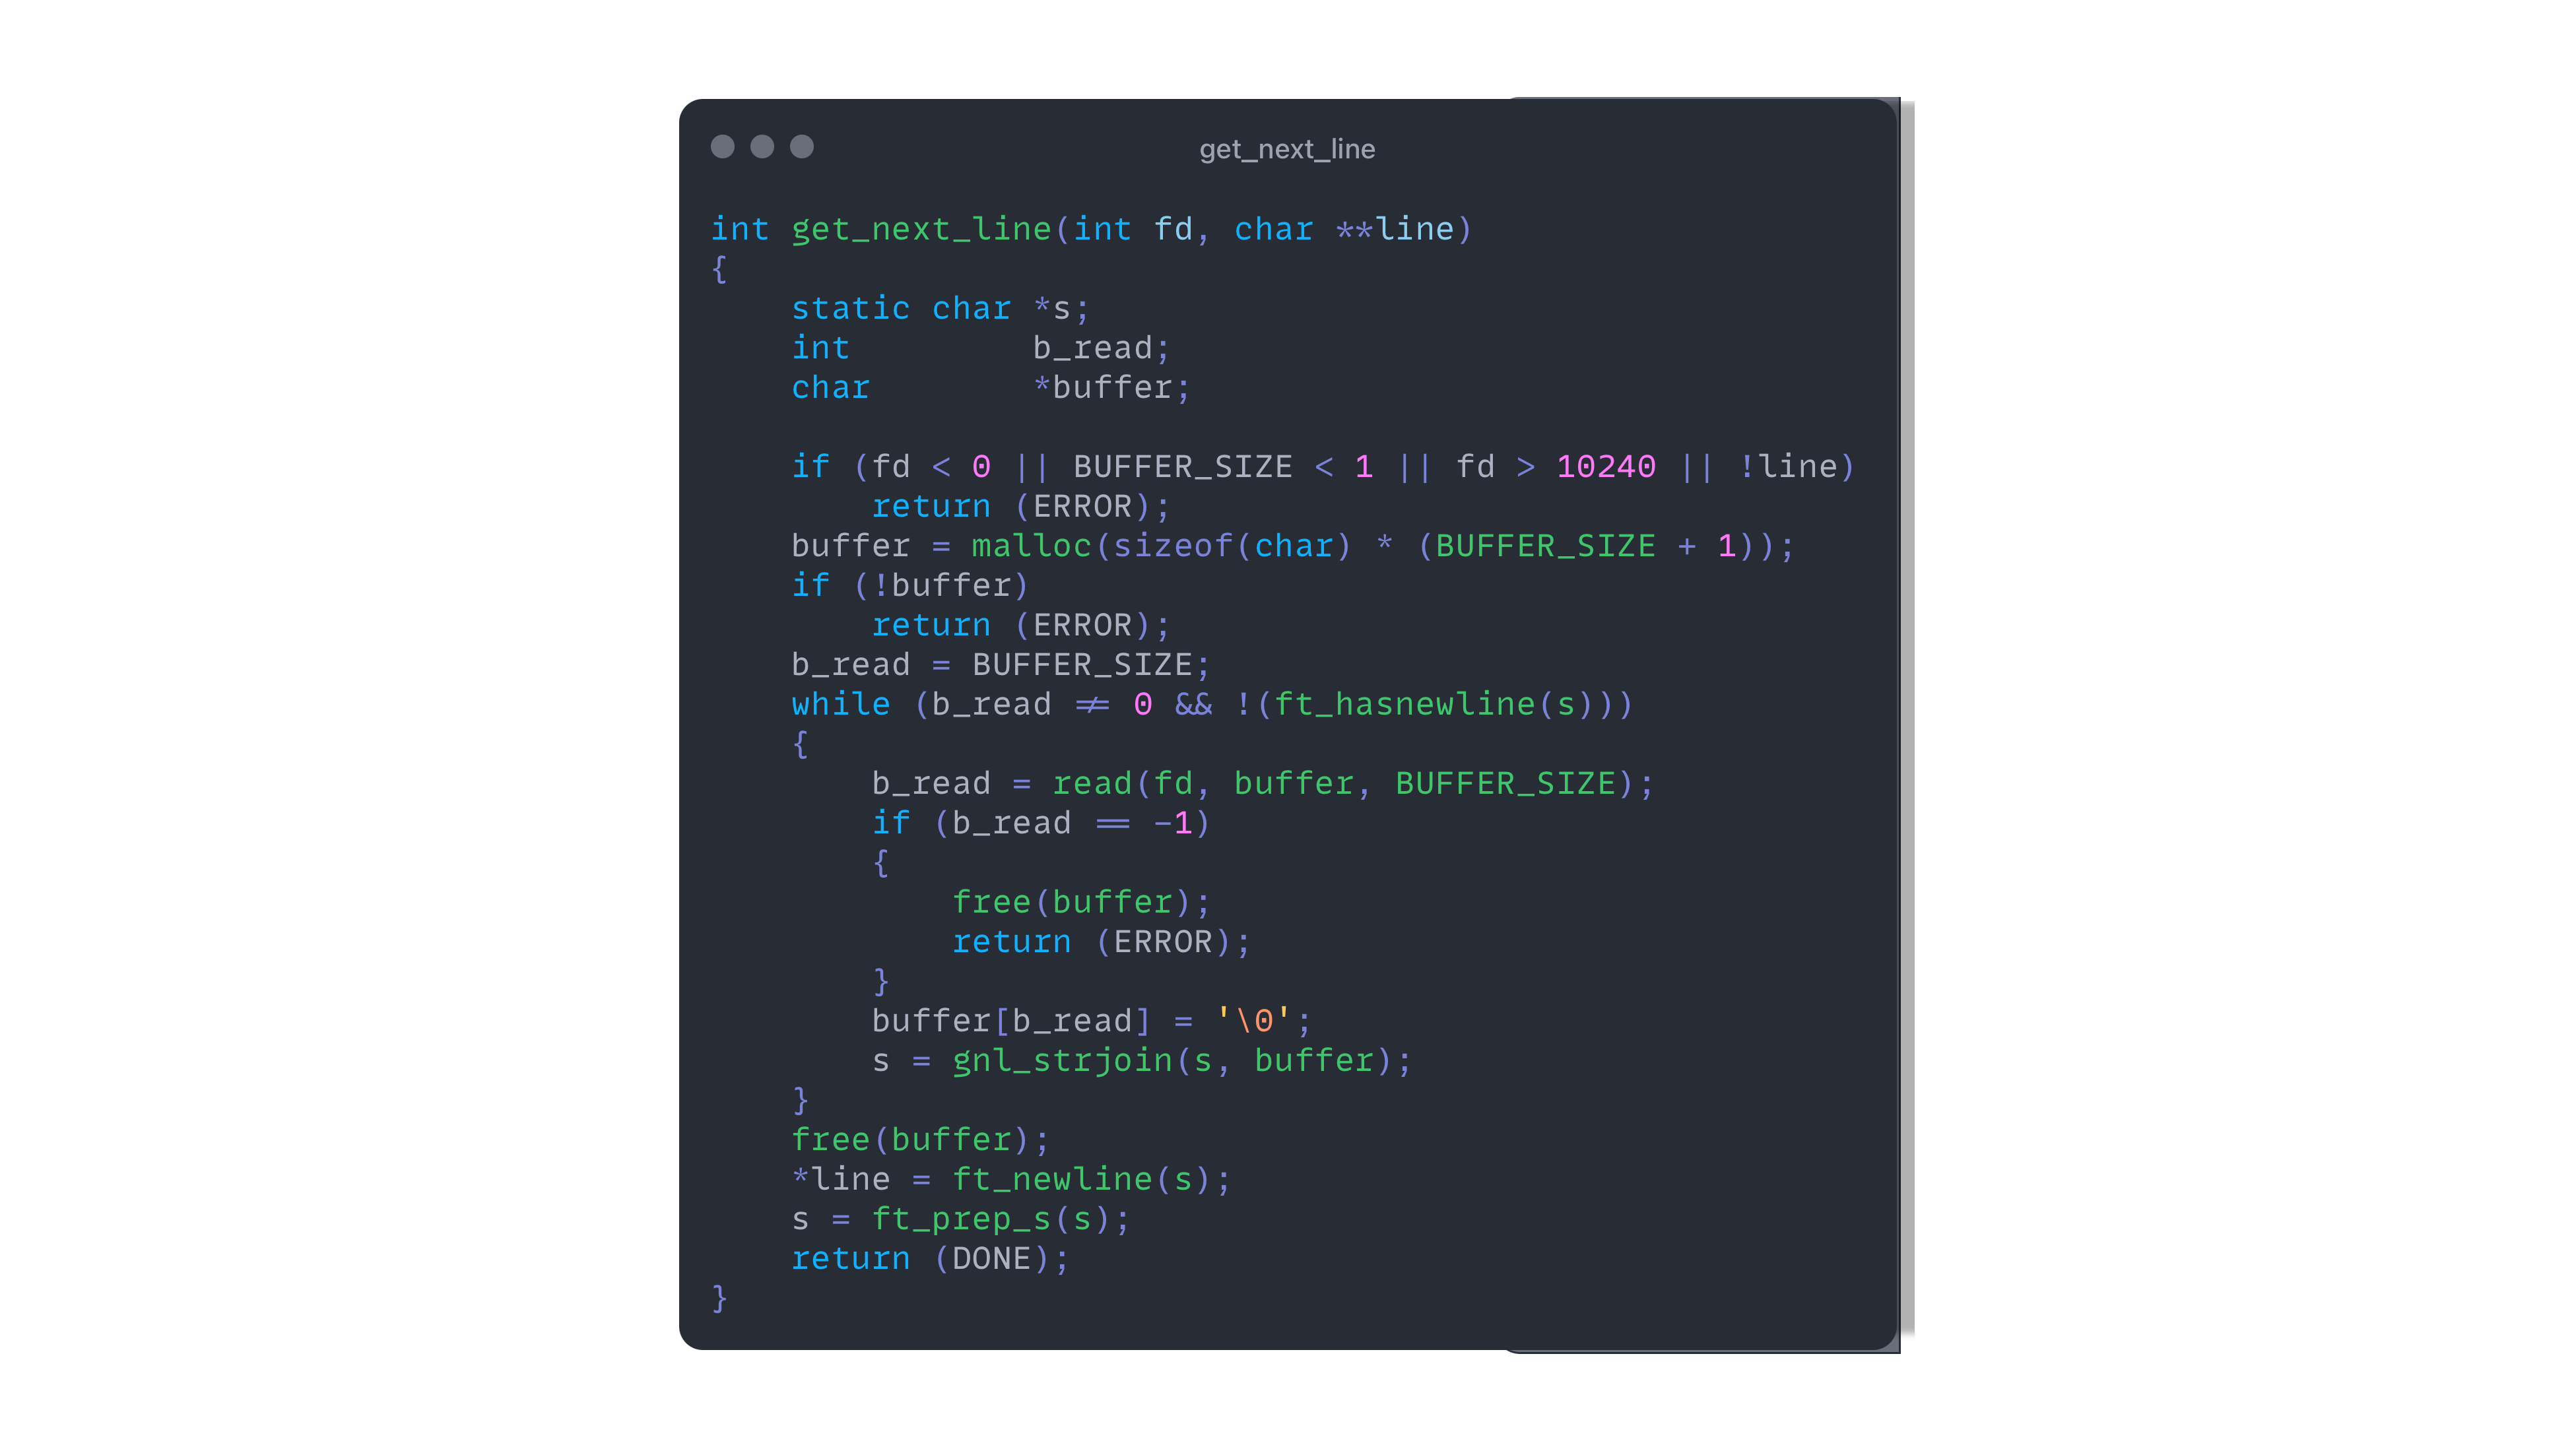 get_next_line
int get_next_line(int fd, char **line)
{
    static char *s;
    int         b_read;
    char        *buffer;

    if (fd < 0 || BUFFER_SIZE < 1 || fd > 10240 || !line)
        return (ERROR);
    buffer = malloc(sizeof(char) * (BUFFER_SIZE + 1));
    if (!buffer)
        return (ERROR);
    b_read = BUFFER_SIZE;
    while (b_read != 0 && !(ft_hasnewline(s)))
    {
        b_read = read(fd, buffer, BUFFER_SIZE);
        if (b_read == -1)
        {
            free(buffer);
            return (ERROR);
        }
        buffer[b_read] = '\0';
        s = gnl_strjoin(s, buffer);
    }
    free(buffer);
    *line = ft_newline(s);
    s = ft_prep_s(s);
    return (DONE);
}